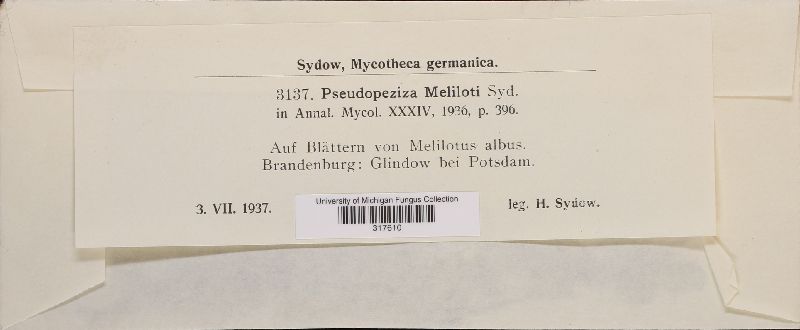 Sydow, Mycotheca germanica.
3137. Pseudopeziza Meliloti Syd.
in Annal. Mycol. XXXIV, 1936, p. 396.
Auf Blättern von Melilotus albus.
Brandenburg: Glindow bei Potsdam.
3. VII. 1937.
University of Michigan Fungus Collection
317610
leg. H. Sydow.